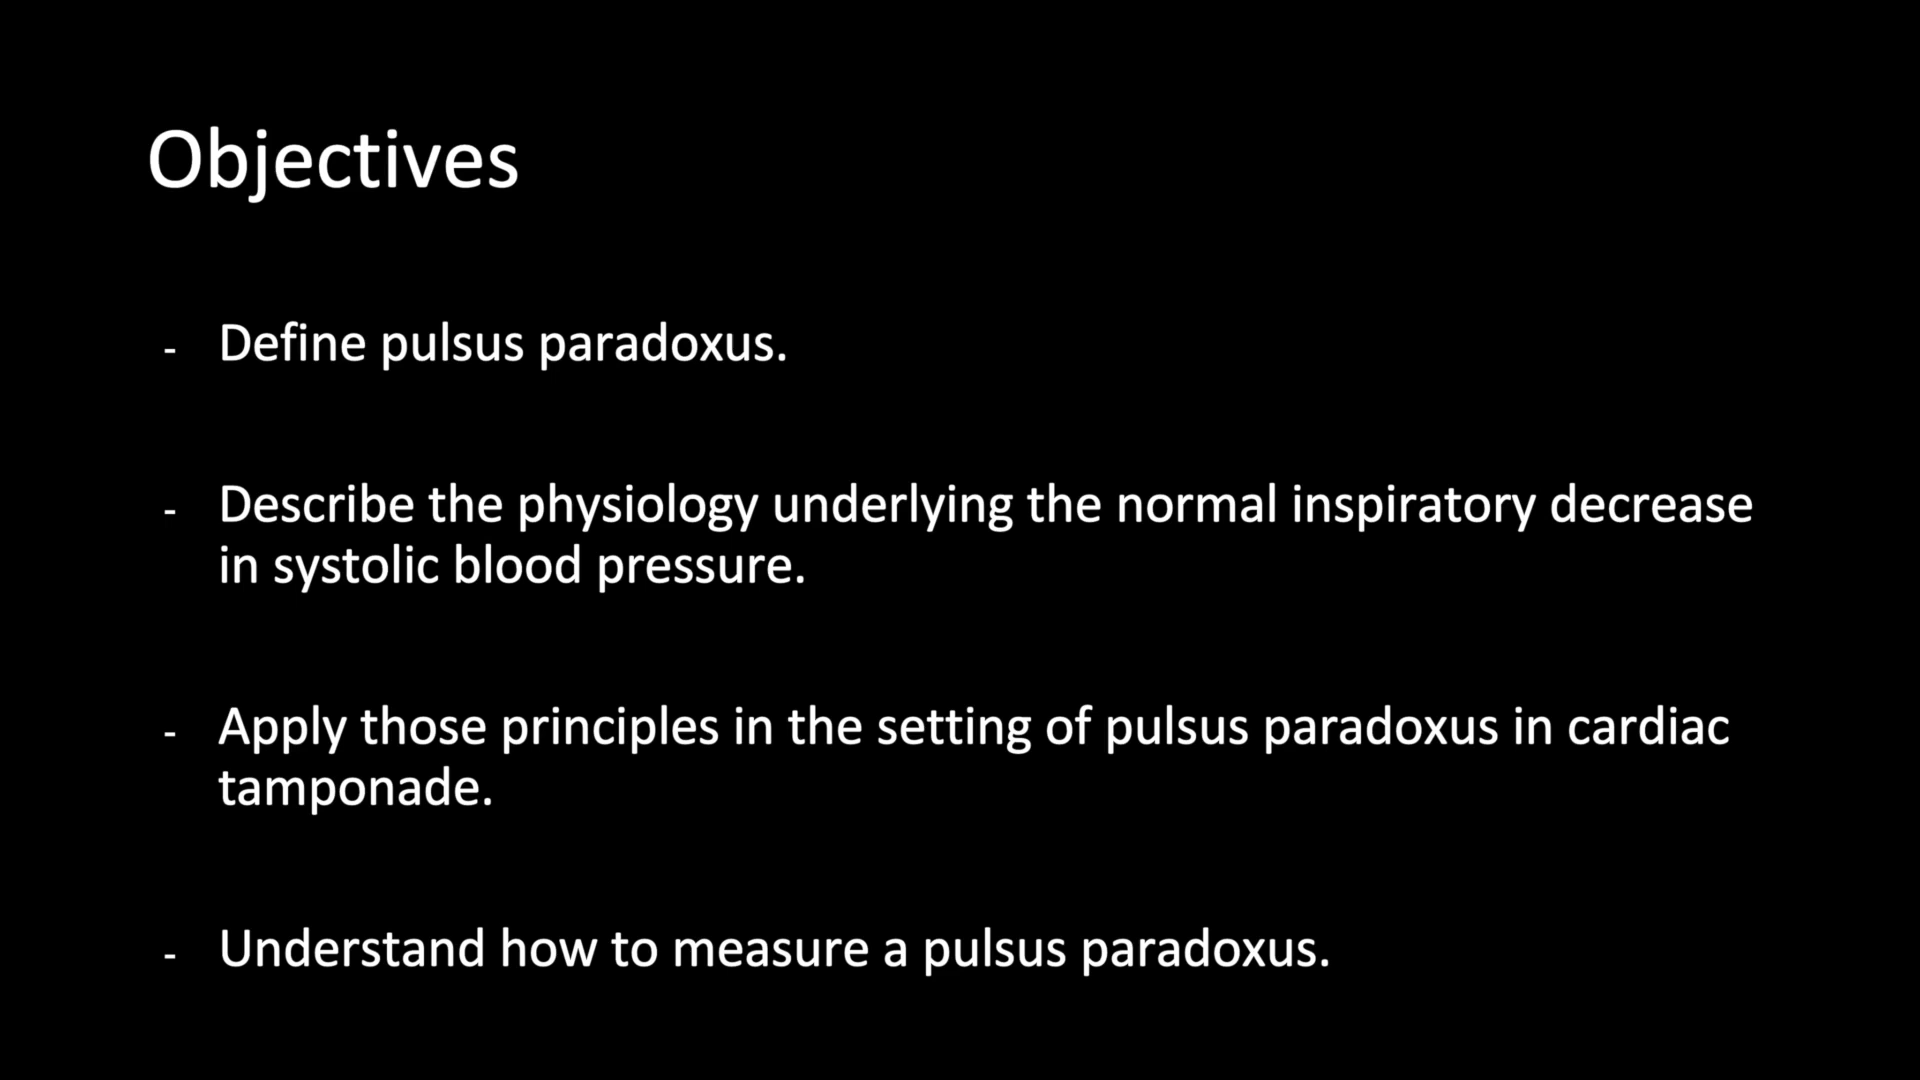 Objectives
- Define pulsus paradoxus.
- Describe the physiology underlying the normal inspiratory decrease
in systolic blood pressure.
- Apply those principles in the setting of pulsus paradoxus in cardiac
tamponade.
- Understand how to measure a pulsus paradoxus.